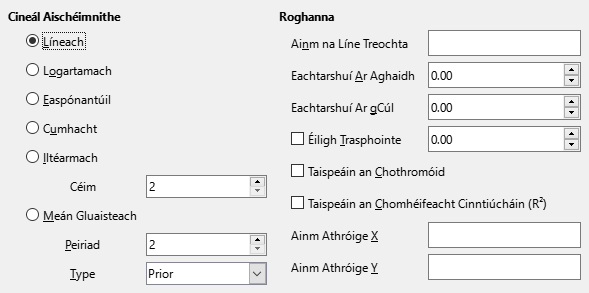 Cineál Aischéimnithe
Líneach
Logartamach
Easpónantúil
Cumhacht
Iltéarmach
Céim 2
Meán Gluaisteach
Peiriad 2
Type Prior
Roghanna
Ainm na Líne Treochta
Eachtarshuí Ar Aghaidh 0.00
Eachtarshuí Ar gCúl 0.00
Éiligh Trasphointe 0.00
Taispeáin an Chothromóid
Taispeáin an Chomhéifeacht Cinntiúcháin (R²)
Ainm Athróige X
Ainm Athróige Y